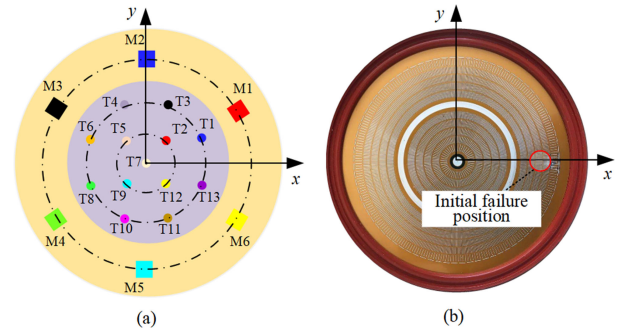 y
M2
M3
M1
T4
T3
T6
T5
T2
T1
T7
x
T8
T9
T12
T13
T10
T11
M4
M6
M5
(a)
y
x
Initial failure
position
(b)